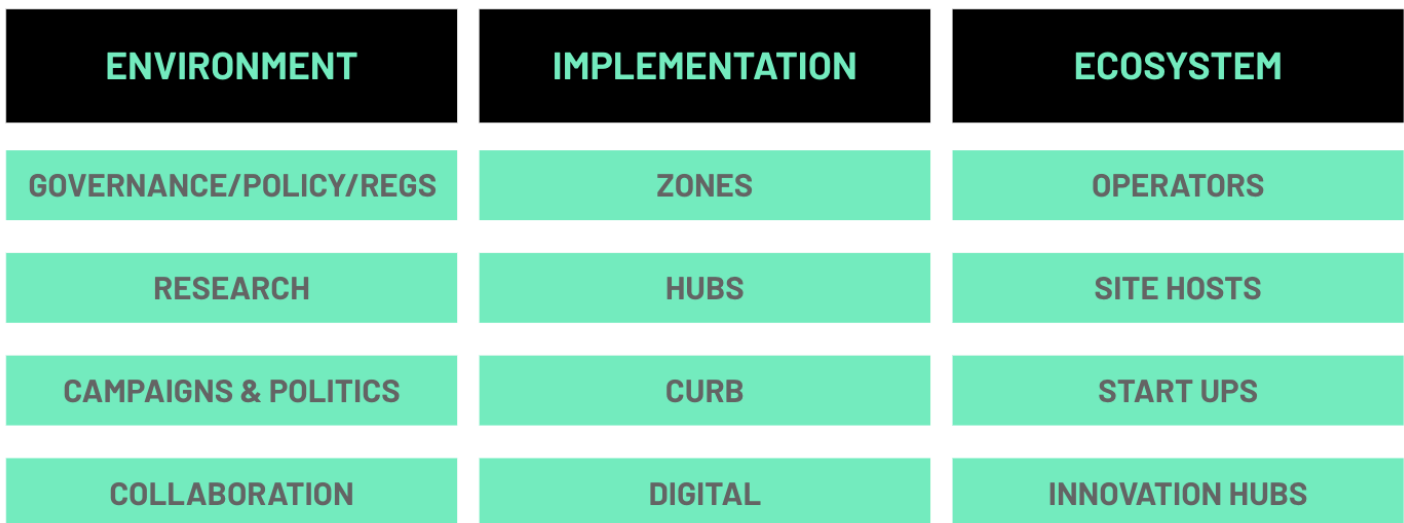 ENVIRONMENT
IMPLEMENTATION
ECOSYSTEM
GOVERNANCE/POLICY/REGS
ZONES
OPERATORS
RESEARCH
HUBS
SITE HOSTS
CAMPAIGNS & POLITICS
CURB
START UPS
COLLABORATION
DIGITAL
INNOVATION HUBS